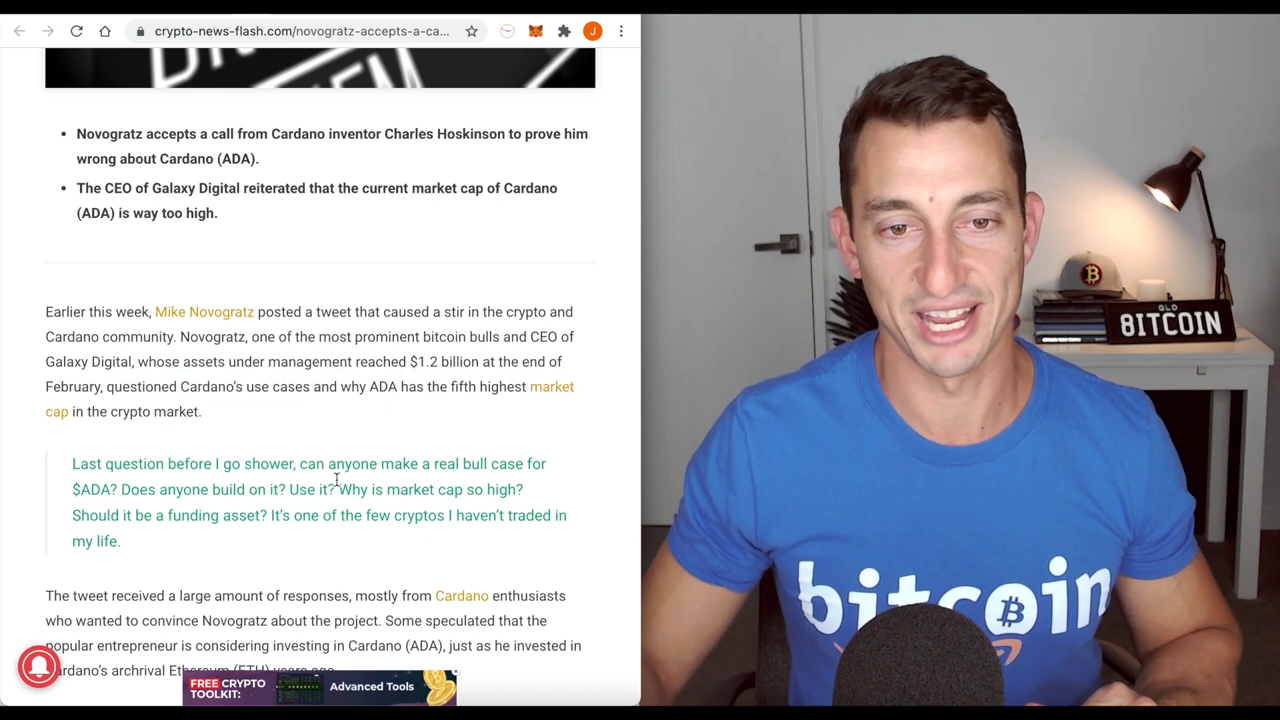 crypto-news-flash.com/novogratz-accepts-a-ca...
J
Novogratz accepts a call from Cardano inventor Charles Hoskinson to prove him
wrong about Cardano (ADA).
The CEO of Galaxy Digital reiterated that the current market cap of Cardano
(ADA) is way too high.
Earlier this week, Mike Novogratz posted a tweet that caused a stir in the crypto and
Cardano community. Novogratz, one of the most prominent bitcoin bulls and CEO of
Galaxy Digital, whose assets under management reached $1.2 billion at the end of
February, questioned Cardano's use cases and why ADA has the fifth highest market
cap in the crypto market.
Last question before I go shower, can anyone make a real bull case for
$ADA? Does anyone build on it? Use it? Why is market cap so high?
Should it be a funding asset? It's one of the few cryptos I haven't traded in
my life.
The tweet received a large amount of responses, mostly from Cardano enthusiasts
who wanted to convince Novogratz about the project. Some speculated that the
popular entrepreneur is considering investing in Cardano (ADA), just as he invested in
Cardano's archrival Ethereum (ETH) years ago.
FREE CRYPTO
TOOLKIT:
Advanced Tools
QLD
8ITCOIN
bitcoin